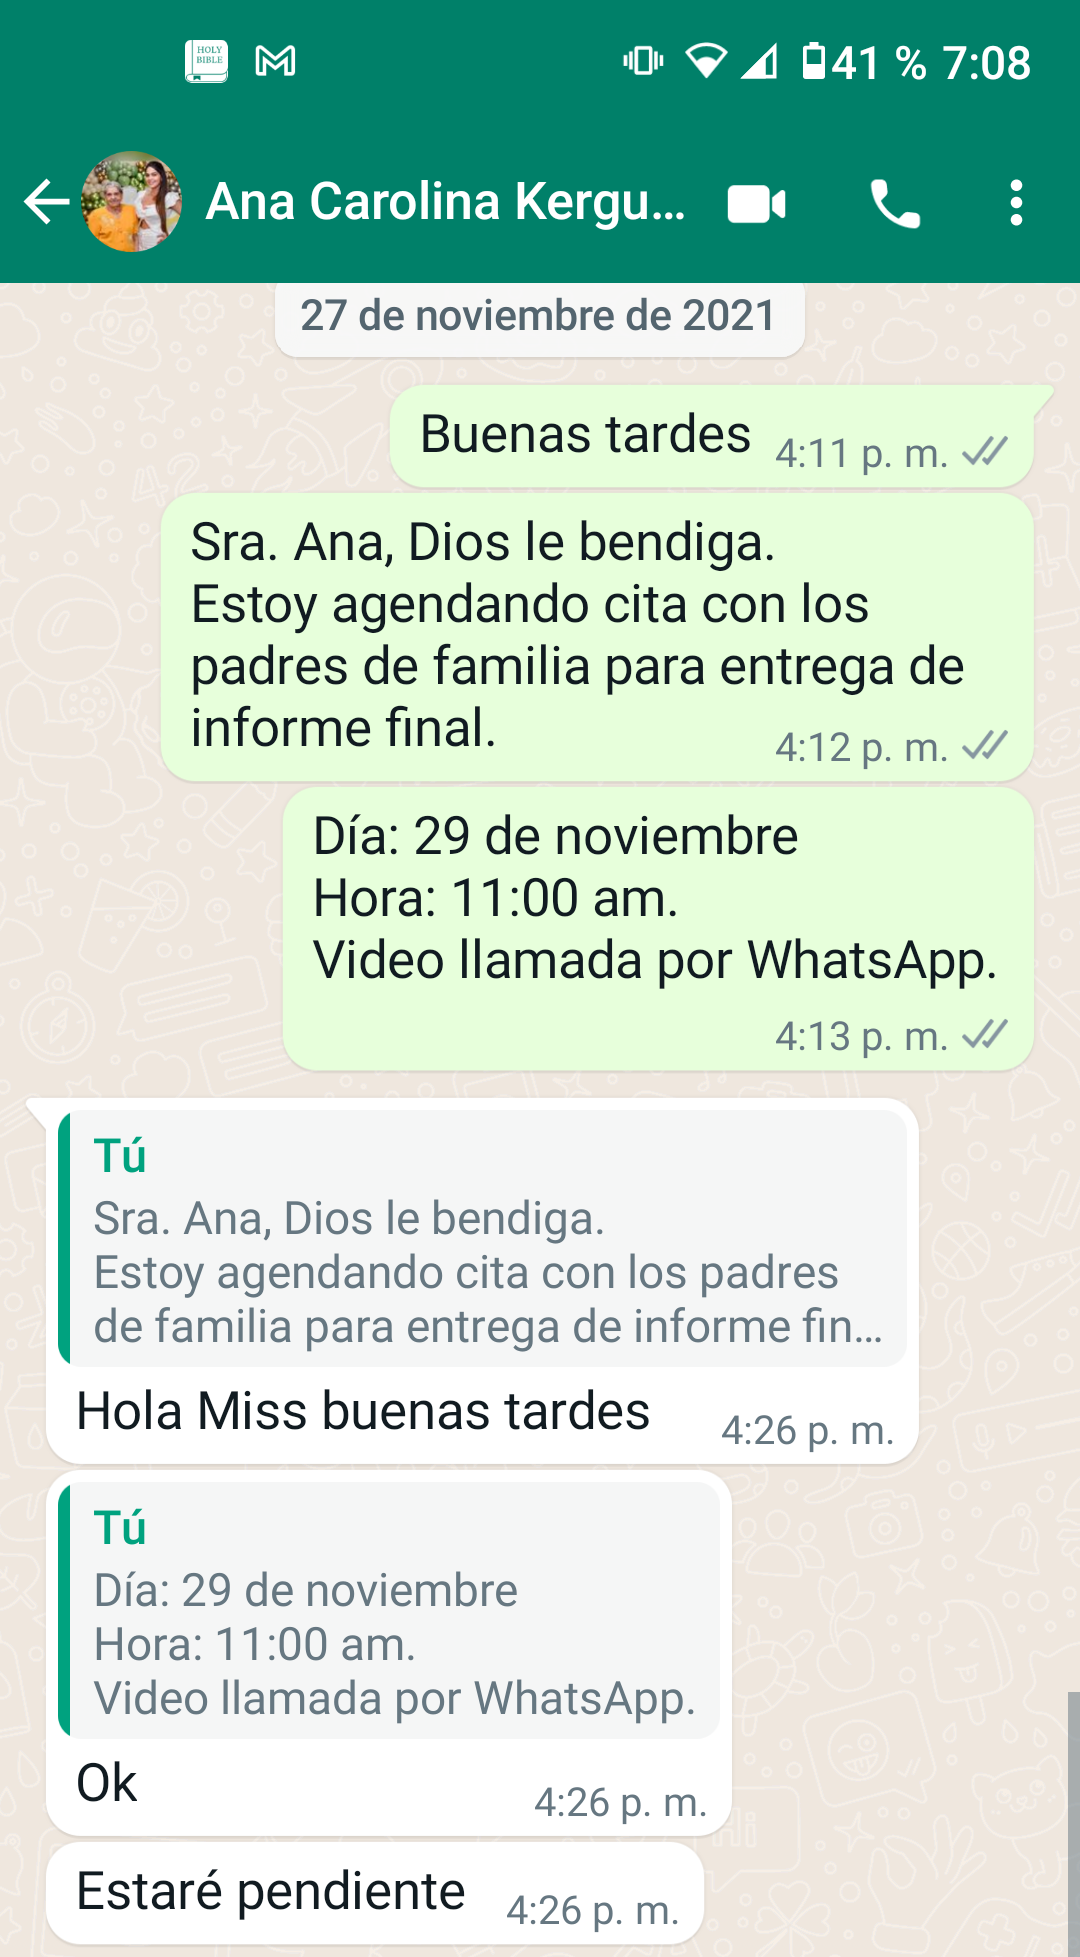 HOLY
BIBLE
41 % 7:08
Ana Carolina Kergu...
27 de noviembre de 2021
Buenas tardes
4:11 p. m.
Sra. Ana, Dios le bendiga.
Estoy agendando cita con los
padres de familia para entrega de
informe final.
4:12 p. m.
Día: 29 de noviembre
Hora: 11:00 am.
Video llamada por WhatsApp.
4:13 p. m.
Tú
Sra. Ana, Dios le bendiga.
Estoy agendando cita con los padres
de familia para entrega de informe fin...
Hola Miss buenas tardes
4:26 p. m.
Tú
Día: 29 de noviembre
Hora: 11:00 am.
Video llamada por WhatsApp.
Ok
4:26 p. m.
Estaré pendiente
4:26 p. m.